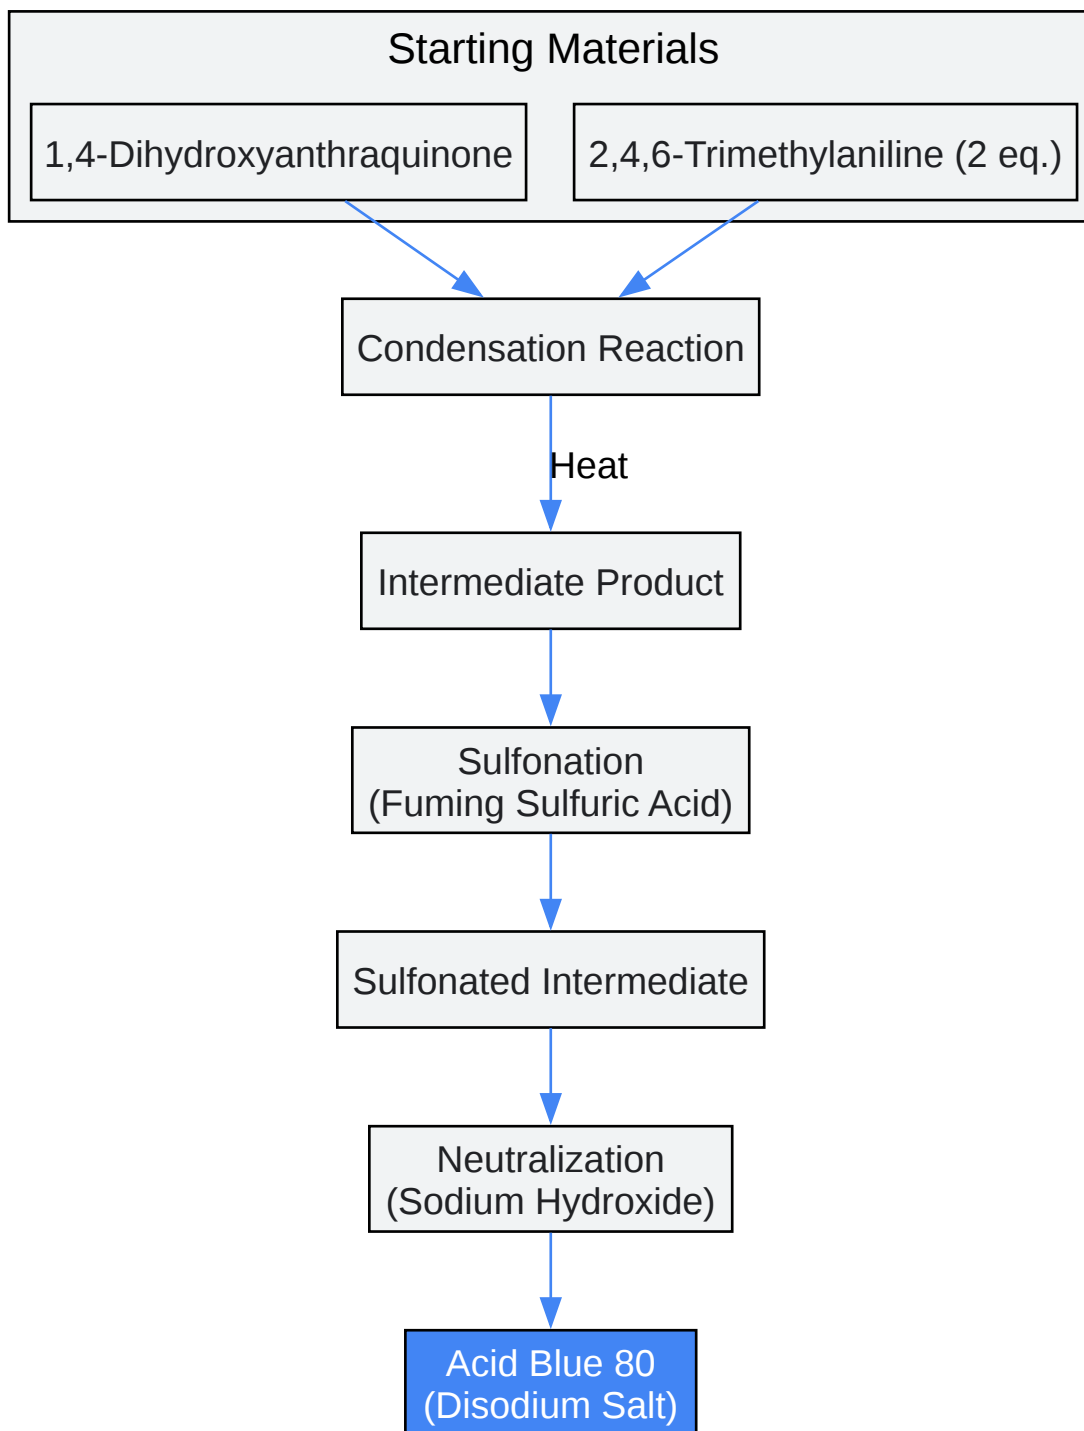 Starting Materials
1,4-Dihydroxyanthraquinone
2,4,6-Trimethylaniline (2 eq.)
Condensation Reaction
Heat
Intermediate Product
Sulfonation
(Fuming Sulfuric Acid)
Sulfonated Intermediate
Neutralization
(Sodium Hydroxide)
Acid Blue 80
(Disodium Salt)